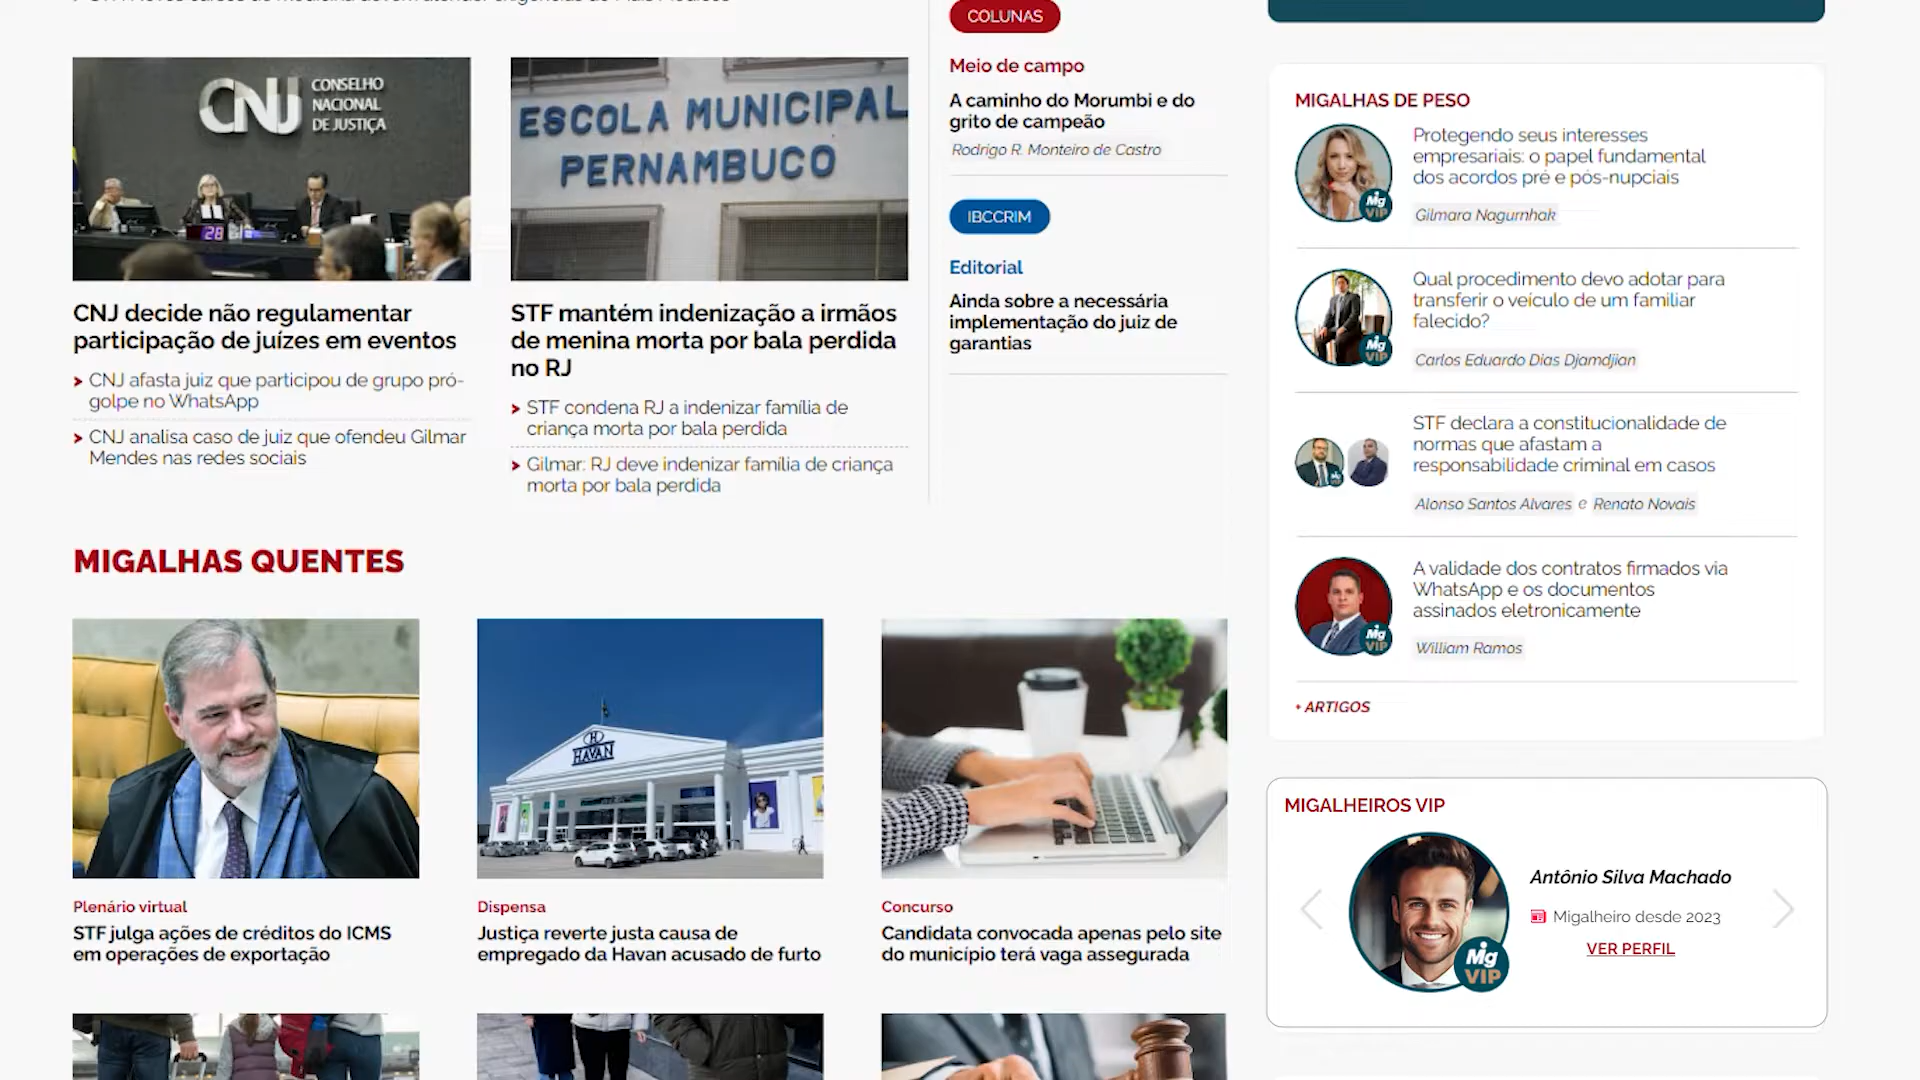 COLUNAS
CNJ
CONSELHO
NACIONAL
DE JUSTIÇA
28
CNJ decide não regulamentar
participação de juízes em eventos
CNJ afasta juiz que participou de grupo pró-
golpe no WhatsApp
CNJ analisa caso de juiz que ofendeu Gilmar
Mendes nas redes sociais
ESCOLA MUNICIPAL
PERNAMBUCO
STF mantém indenização a irmãos
de menina morta por bala perdida
no RJ
STF condena RJ a indenizar família de
criança morta por bala perdida
Gilmar: RJ deve indenizar família de criança
morta por bala perdida
Meio de campo
A caminho do Morumbi e do
grito de campeão
Rodrigo R. Monteiro de Castro
IBCCRIM
Editorial
Ainda sobre a necessária
implementação do juiz de
garantias
MIGALHAS QUENTES
Plenário virtual
STF julga ações de créditos do ICMS
em operações de exportação
H
HAVAN
Dispensa
Justiça reverte justa causa de
empregado da Havan acusado de furto
Concurso
Candidata convocada apenas pelo site
do município terá vaga assegurada
MIGALHAS DE PESO
Mg
VIP
Protegendo seus interesses
empresariais: o papel fundamental
dos acordos pré e pós-nupciais
Gilmara Nagurnhak
Mg
VIP
Qual procedimento devo adotar para
transferir o veículo de um familiar
falecido?
Carlos Eduardo Dias Djamdjian
STF declara a constitucionalidade de
normas que afastam a
responsabilidade criminal em casos
Alonso Santos Alvares e Renato Novais
Mg
VIP
A validade dos contratos firmados via
WhatsApp e os documentos
assinados eletronicamente
William Ramos
+ ARTIGOS
MIGALHEIROS VIP
Mg
VIP
Antônio Silva Machado
Migalheiro desde 2023
VER PERFIL